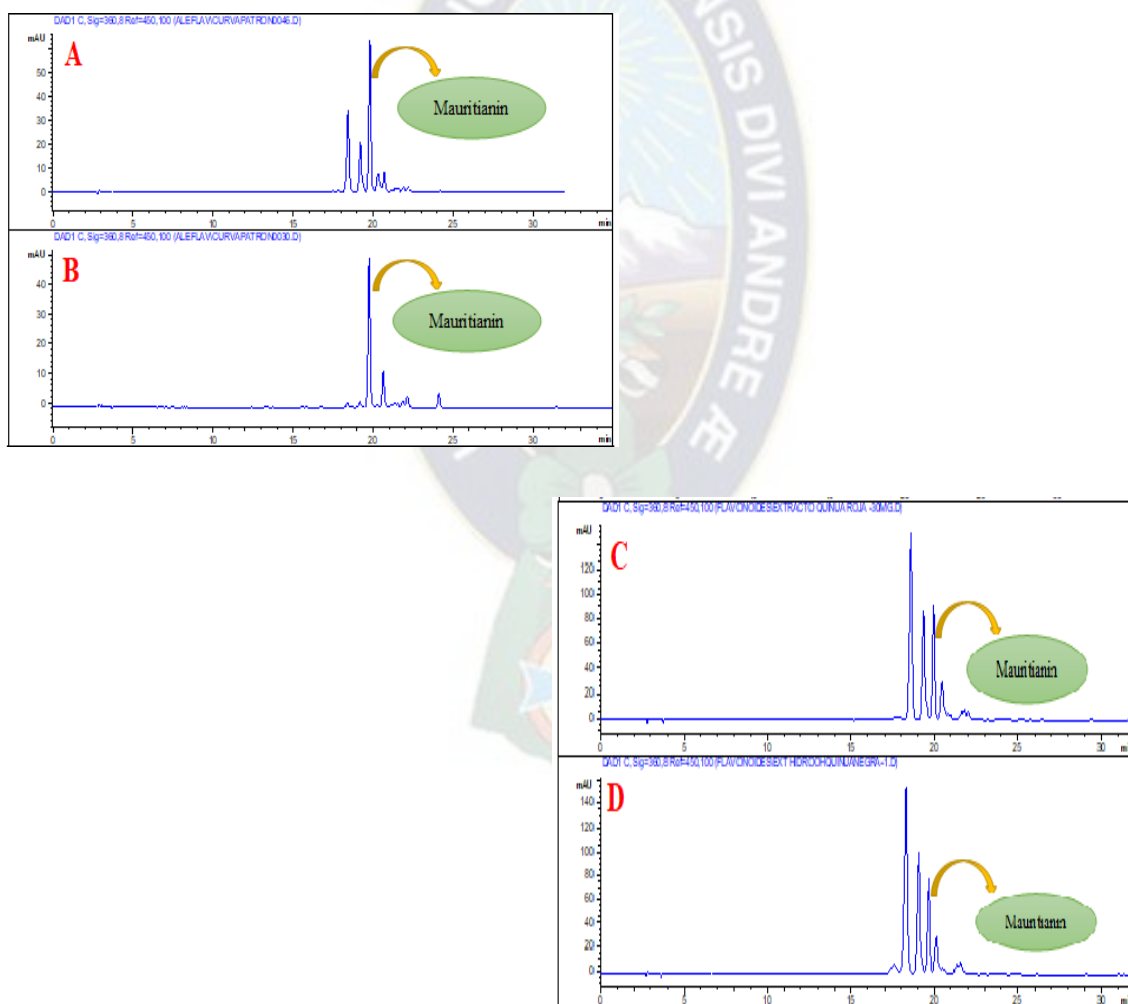 DAD1 C, Sig=360,8 Ref=450,100 (ALEFLAV\CURVAPATRON0046.D)
mAU
A
Mauritianin
50
40
30
20
10
0
0 5 10 15 20 25 30 min
DAD1 C, Sig=360,8 Ref=450,100 (ALEFLAV\CURVAPATRON0030.D)
mAU
B
Mauritianin
40
30
20
10
0
0 5 10 15 20 25 30 min
NSIS DIVI ANDRE Æ
DAD1 C, Sig=360,8 Ref=450,100 (FLAVONOIDES\EXTRACTO QUINUA ROJA -30MG.D)
mAU
C
Mauritianin
120
100
80
60
40
20
0
0 5 10 15 20 25 30
DAD1 C, Sig=360,8 Ref=450,100 (FLAVONOIDES\EXT HIDROOHQUINUANEGRA-1.D)
mAU
D
Mauritianin
140
120
100
80
60
40
20
0
0 5 10 15 20 25 30